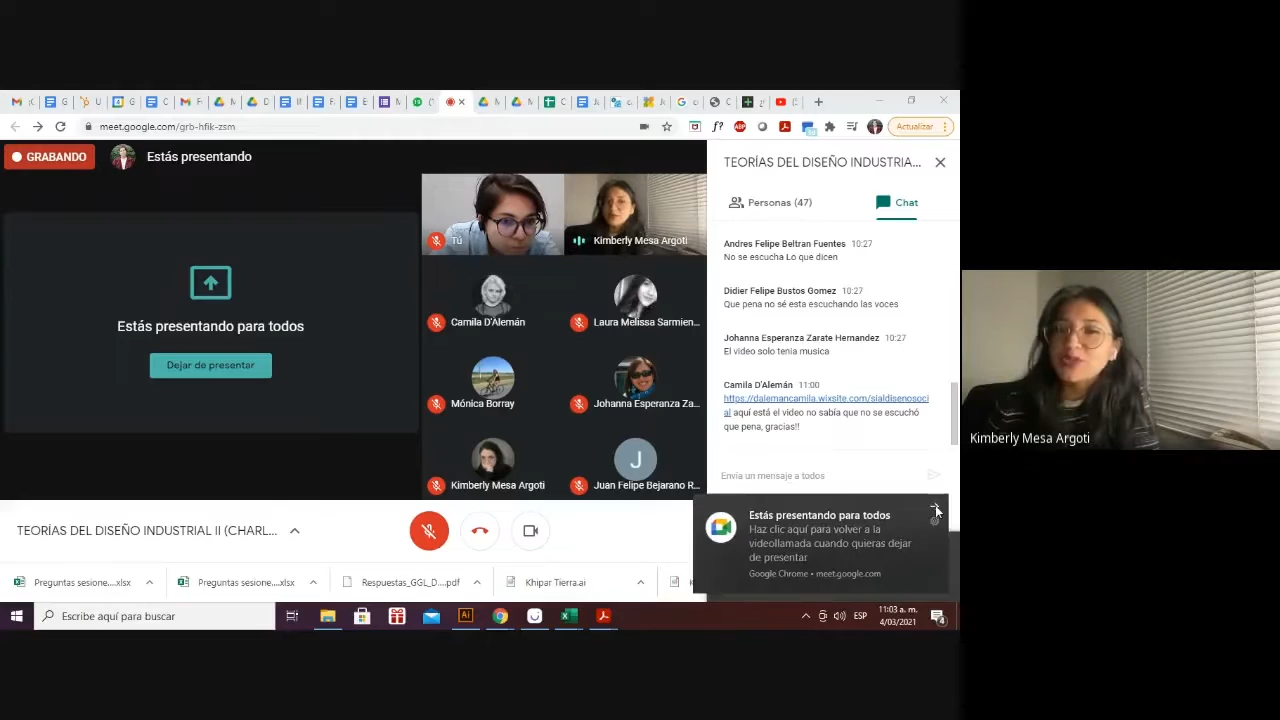 meet.google.com/grb-hfik-zsm
Actualizar
GRABANDO
Estás presentando
TEORÍAS DEL DISEÑO INDUSTRIA...
Personas (47)
Chat
Tú
Kimberly Mesa Argoti
Andres Felipe Beltran Fuentes 10:27
No se escucha Lo que dicen
Didier Felipe Bustos Gomez 10:27
Que pena no sé esta escuchando las voces
Estás presentando para todos
Camila D'Alemán
Laura Melissa Sarmien...
Johanna Esperanza Zarate Hernandez 10:27
El video solo tenia musica
Dejar de presentar
Camila D'Alemán 11:00
https://dalemancamila.wixsite.com/sialdisenosoci
al aquí está el video no sabía que no se escuchó
que pena, gracias!!
Mónica Borray
Johanna Esperanza Za...
Kimberly Mesa Argoti
J
Kimberly Mesa Argoti
Juan Felipe Bejarano R...
Envía un mensaje a todos
TEORÍAS DEL DISEÑO INDUSTRIAL II (CHARL...
Estás presentando para todos
Haz clic aquí para volver a la
videollamada cuando quieras dejar
de presentar
Google Chrome • meet.google.com
Preguntas sesione....xlsx
Preguntas sesione....xlsx
Respuestas_GGL_D....pdf
Khipar Tierra.ai
Escribe aquí para buscar
Ai
ESP
11:03 a. m.
4/03/2021
4